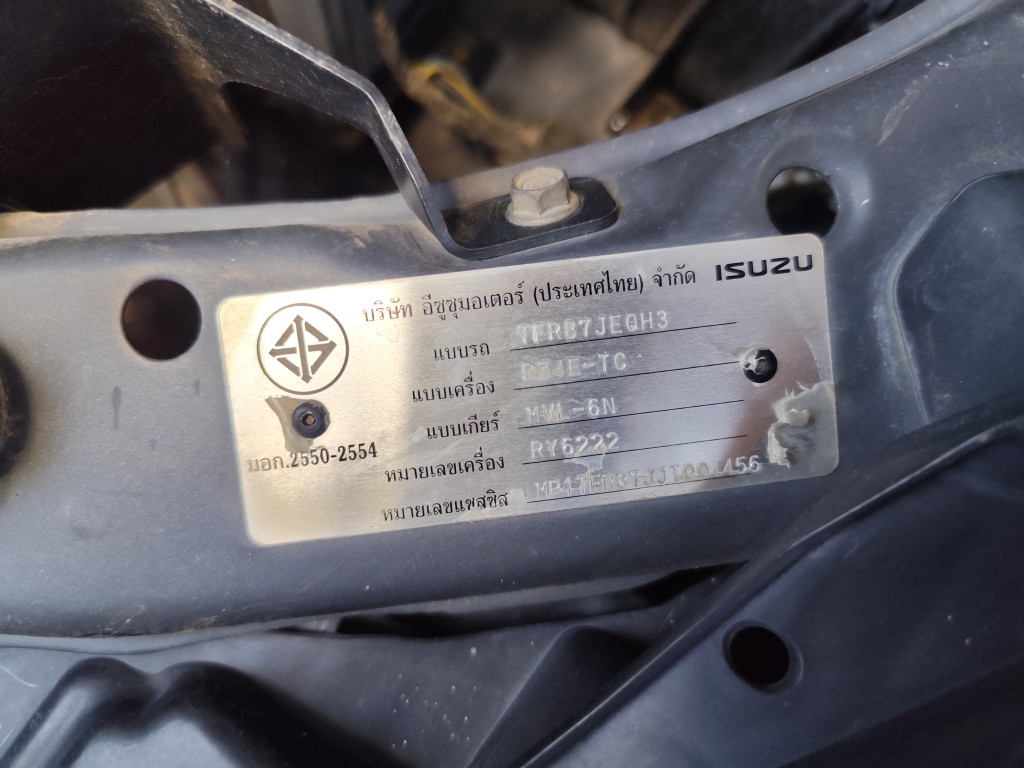 บริษัท อีซูซุมอเตอร์ (ประเทศไทย) จำกัด ISUZU
แบบรถ TFR87JEQH3
แบบเครื่อง RZ4E-TC
แบบเกียร์ MVL-6N
มอก.2550-2554
หมายเลขเครื่อง RY6222
หมายเลขแชสซิส